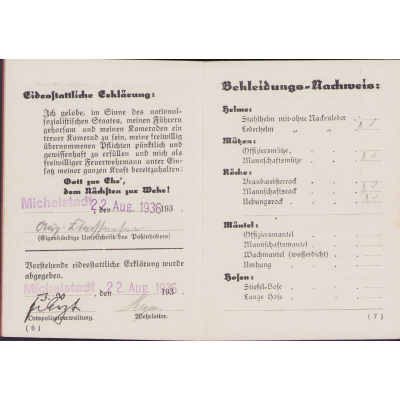 Eidesstattliche Erklärung:
Ich gelobe, im Sinne des national-
sozialistischen Staates, meinen Führern
gehorsam und meinen Kameraden ein
treuer Kamerad zu sein, meine freiwillig
übernommenen Pflichten pünktlich und
gewissenhaft zu erfüllen und mich als
freiwilliger Feuerwehrmann unter Ein-
satz meiner ganzen Kraft bereitzuhalten:
Gott zur Ehr',
dem Nächsten zur Wehr!
Michelstadt, den 22. Aug. 1936 193
(Eigenhändige Unterschrift des Paßinhabers)
Vorstehende eidesstattliche Erklärung wurde
abgegeben.
Michelstadt, den 22. Aug. 1936 193
Ortspolizeiverwaltung. Wehrleiter.
(6)
Bekleidungs-Nachweis:
Helme:
Stahlhelm mit-ohne Nackenleder
Lederhelm " "
Mützen:
Offiziersmütze
Mannschaftsmütze
Röcke:
Brandmeisterrock
Mannschaftsrock
Uebungsrock
Mäntel:
Offiziersmantel
Mannschaftsmantel
Wachmantel (wasserdicht)
Umhang
Hosen:
Stiefel-Hose
Lange Hose
(7)